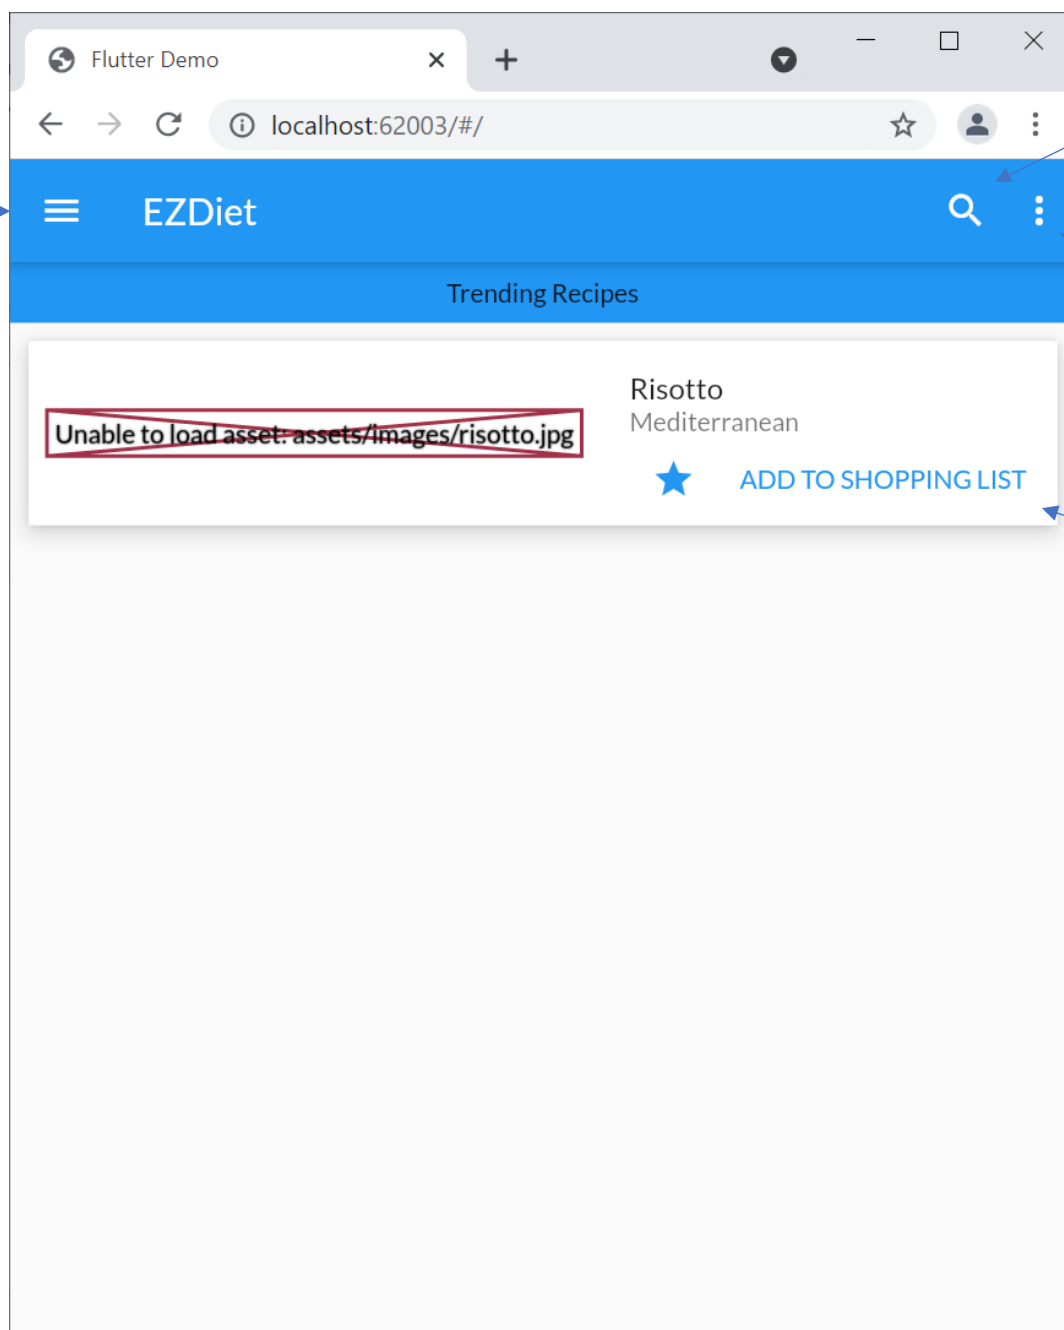 Flutter Demo
localhost:62003/#/
EZDiet
Trending Recipes
Unable to load asset: assets/images/risotto.jpg
Risotto
Mediterranean
ADD TO SHOPPING LIST